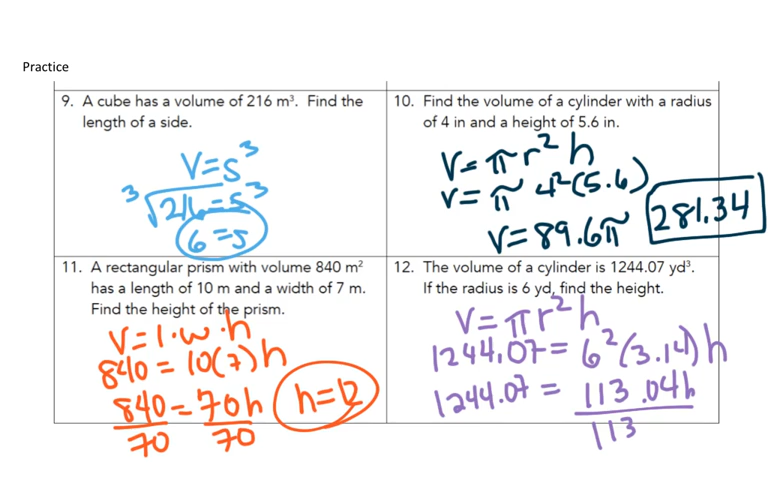 Practice
9. A cube has a volume of 216 m³. Find the
length of a side.
V=s³
³√216=s³
6=s
10. Find the volume of a cylinder with a radius
of 4 in and a height of 5.6 in.
V=πr²h
V=π 4²(5.6)
V=89.6π
281.34
11. A rectangular prism with volume 840 m²
has a length of 10 m and a width of 7 m.
Find the height of the prism.
V=l·w·h
840=10(7)h
840=70h
70 70
h=12
12. The volume of a cylinder is 1244.07 yd³.
If the radius is 6 yd, find the height.
V=πr²h
1244.07=6²(3.14)h
1244.07=113.04h
113